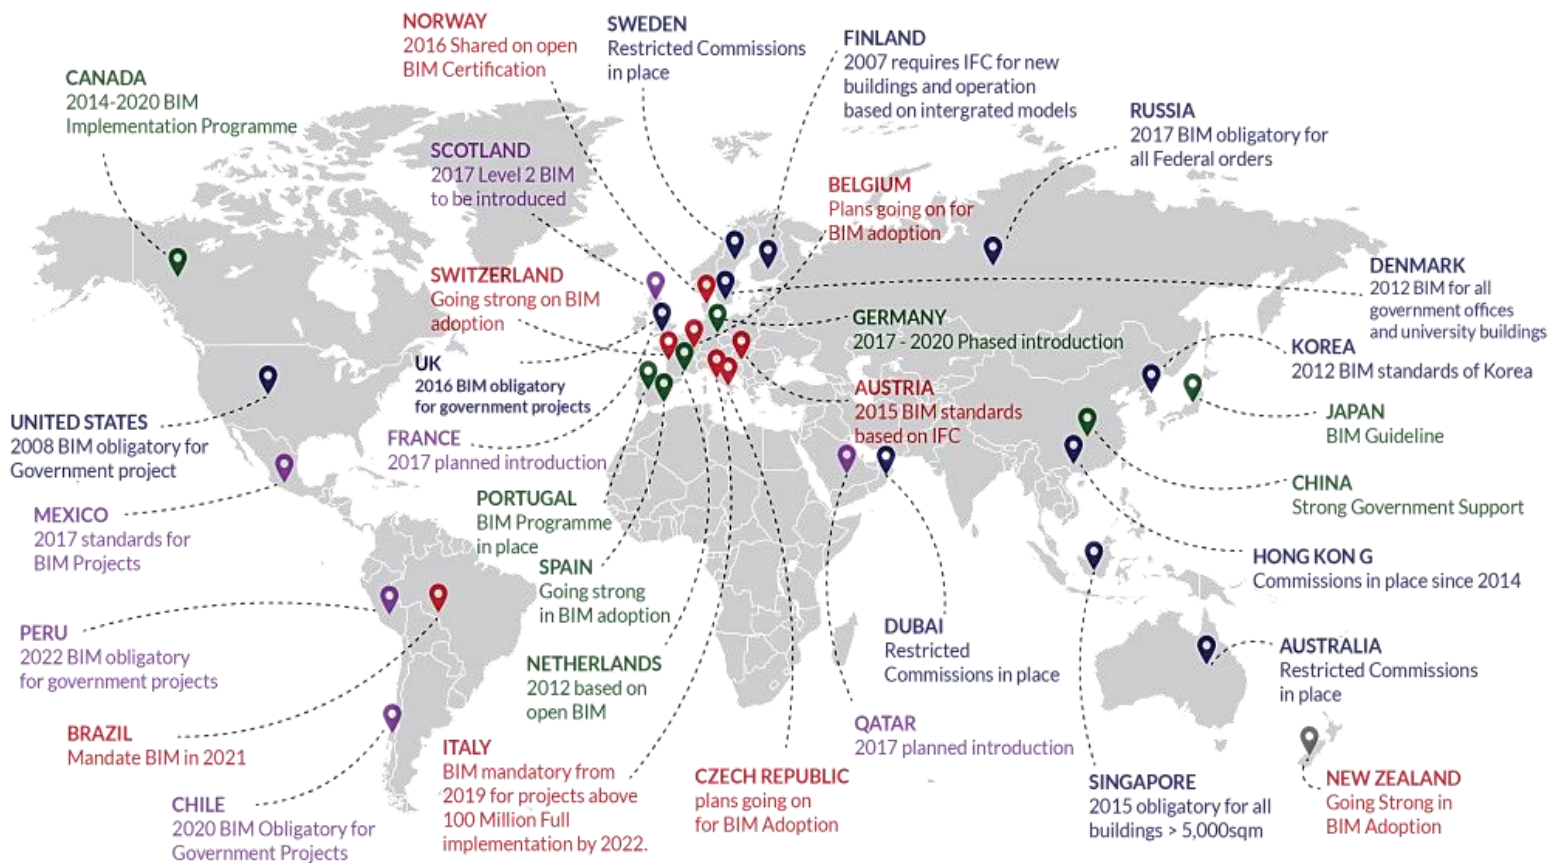 NORWAY
2016 Shared on open
BIM Certification
SWEDEN
Restricted Commissions
in place
FINLAND
2007 requires IFC for new
buildings and operation
based on intergrated models
CANADA
2014-2020 BIM
Implementation Programme
RUSSIA
2017 BIM obligatory for
all Federal orders
SCOTLAND
2017 Level 2 BIM
to be introduced
BELGIUM
Plans going on for
BIM adoption
SWITZERLAND
Going strong on BIM
adoption
DENMARK
2012 BIM for all
government offices
and university buildings
GERMANY
2017 - 2020 Phased introduction
KOREA
2012 BIM standards of Korea
UK
2016 BIM obligatory
for government projects
AUSTRIA
2015 BIM standards
based on IFC
JAPAN
BIM Guideline
UNITED STATES
2008 BIM obligatory for
Government project
FRANCE
2017 planned introduction
CHINA
Strong Government Support
PORTUGAL
BIM Programme
in place
MEXICO
2017 standards for
BIM Projects
HONG KON G
Commissions in place since 2014
SPAIN
Going strong
in BIM adoption
PERU
2022 BIM obligatory
for government projects
DUBAI
Restricted
Commissions in place
AUSTRALIA
Restricted Commissions
in place
NETHERLANDS
2012 based on
open BIM
QATAR
2017 planned introduction
BRAZIL
Mandate BIM in 2021
ITALY
BIM mandatory from
2019 for projects above
100 Million Full
implementation by 2022.
CZECH REPUBLIC
plans going on
for BIM Adoption
SINGAPORE
2015 obligatory for all
buildings > 5,000sqm
NEW ZEALAND
Going Strong in
BIM Adoption
CHILE
2020 BIM Obligatory for
Government Projects